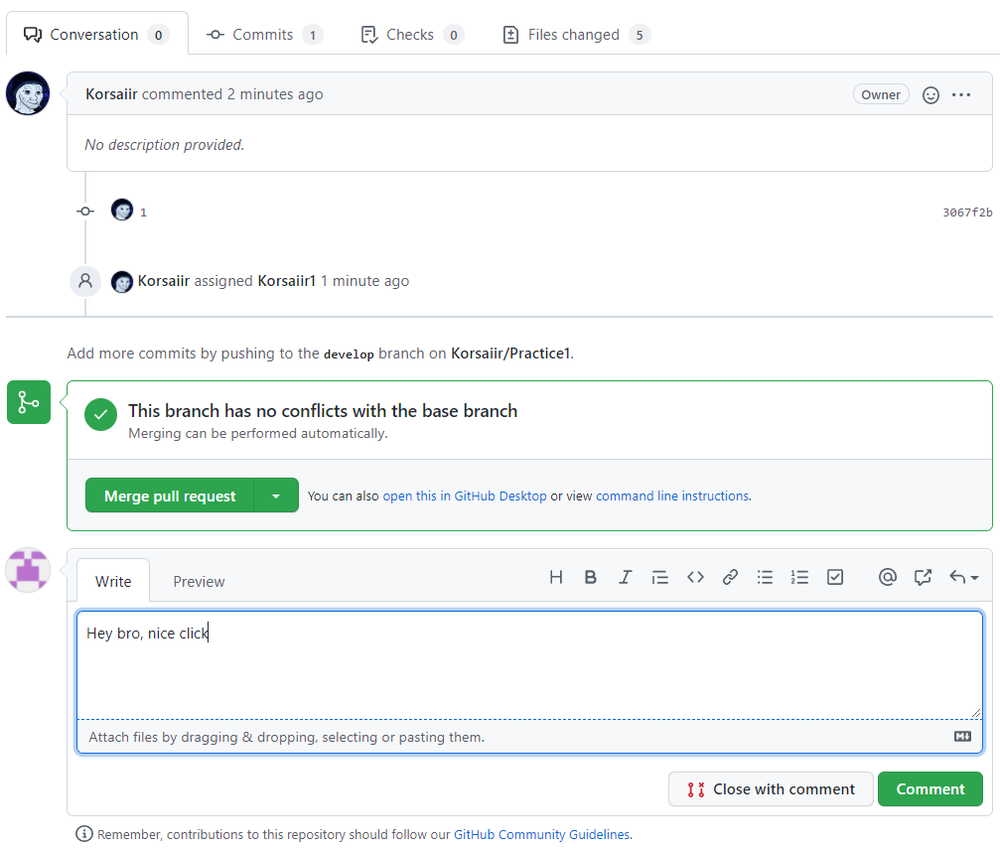 Conversation 0 Commits 1 Checks 0 Files changed 5
Korsaiir commented 2 minutes ago Owner
No description provided.
1 3067f2b
Korsaiir assigned Korsaiir1 1 minute ago
Add more commits by pushing to the develop branch on Korsaiir/Practice1.
This branch has no conflicts with the base branch
Merging can be performed automatically.
Merge pull request You can also open this in GitHub Desktop or view command line instructions.
Write Preview
Hey bro, nice click
Attach files by dragging & dropping, selecting or pasting them.
Close with comment Comment
Remember, contributions to this repository should follow our GitHub Community Guidelines.